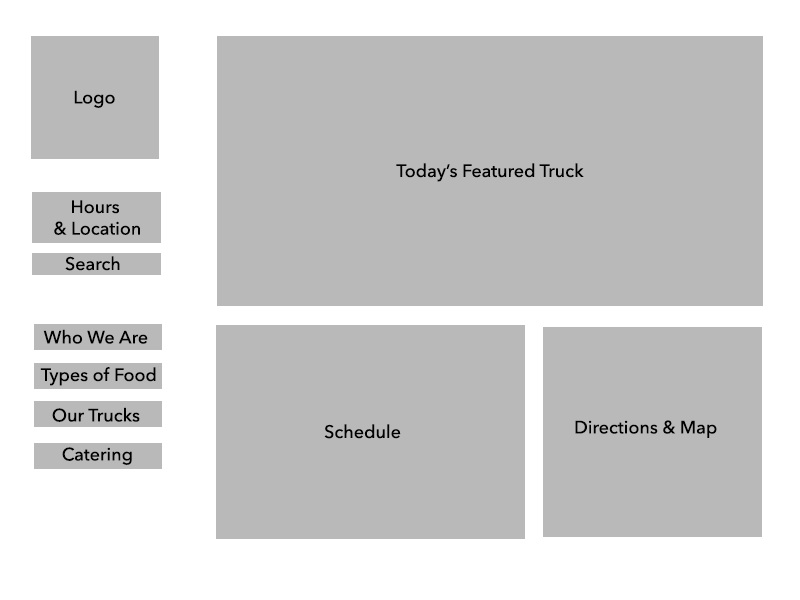 Logo
Hours
& Location
Search
Who We Are
Types of Food
Our Trucks
Catering
Today’s Featured Truck
Schedule
Directions & Map